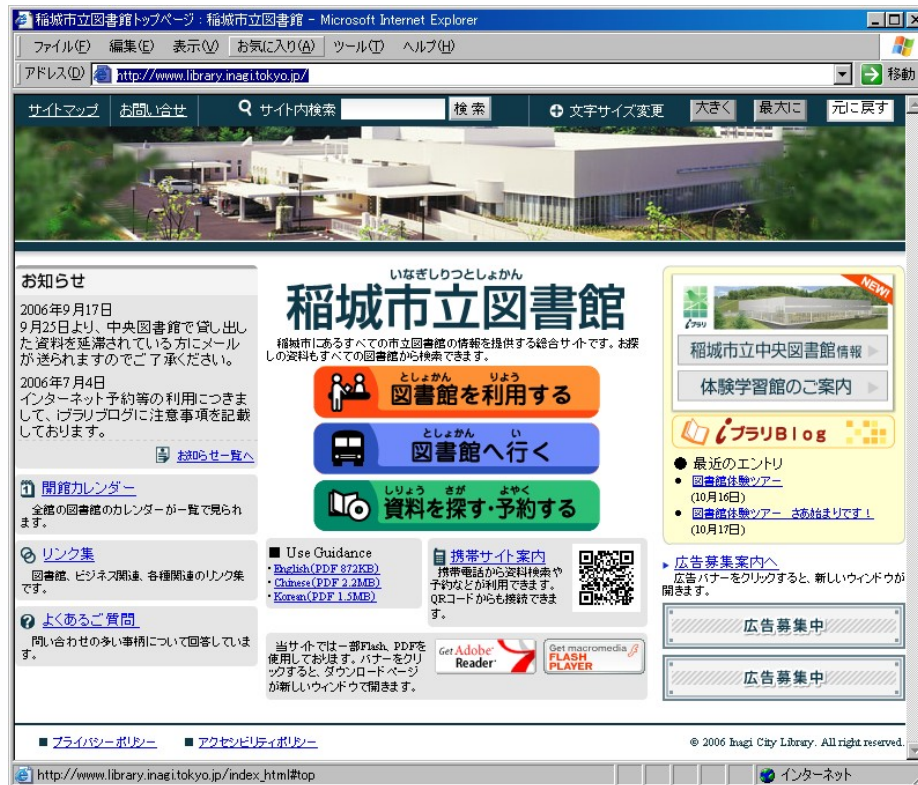 稲城市立図書館トップページ : 稲城市立図書館 - Microsoft Internet Explorer
ファイル(F) 編集(E) 表示(V) お気に入り(A) ツール(T) ヘルプ(H)
アドレス(D) http://www.library.inagi.tokyo.jp/ 移動
サイトマップ お問い合せ サイト内検索 検索 文字サイズ変更 大きく 最大に 元に戻す
お知らせ
2006年9月17日
9月25日より、中央図書館で貸し出し
た資料を延滞されている方にメール
が送られますのでご了承ください。
2006年7月4日
インターネット予約等の利用につきま
して、iプラリブログに注意事項を記載
しております。
お知らせ一覧へ
開館カレンダー
全館の図書館のカレンダーが一覧で見られ
ます。
リンク集
図書館、ビジネス関連、各種関連のリンク集
です。
よくあるご質問
問い合わせの多い事柄について回答していま
す。
いなぎしりつとしょかん
稲城市立図書館
稲城市にあるすべての市立図書館の情報を提供する総合サイトです。お探
しの資料もすべての図書館から検索できます。
としょかん りよう
図書館を利用する
としょかん い
図書館へ行く
しりょう さが よやく
資料を探す・予約する
■ Use Guidance
・English(PDF 872KB)
・Chinese(PDF 2.2MB)
・Korean(PDF 1.5MB)
携帯サイト案内
携帯電話から資料検索や
予約などが利用できます。
QRコードからも接続できま
す。
当サイトでは一部Flash、PDFを
使用しております。バナーをクリ
ックすると、ダウンロードページ
が新しいウィンドウで開きます。
Get Adobe Reader
Get macromedia FLASH PLAYER
NEW!
iプラリ
稲城市立中央図書館情報
体験学習館のご案内
iプラリBlog
● 最近のエントリ
図書館体験ツアー
(10月16日)
図書館体験ツアー さあ始まりです!
(10月17日)
広告募集案内へ
広告バナーをクリックすると、新しいウィンドウが
開きます。
広告募集中
広告募集中
■ プライバシーポリシー ■ アクセシビリティポリシー © 2006 Inagi City Library. All right reserved.
http://www.library.inagi.tokyo.jp/index_html#top インターネット